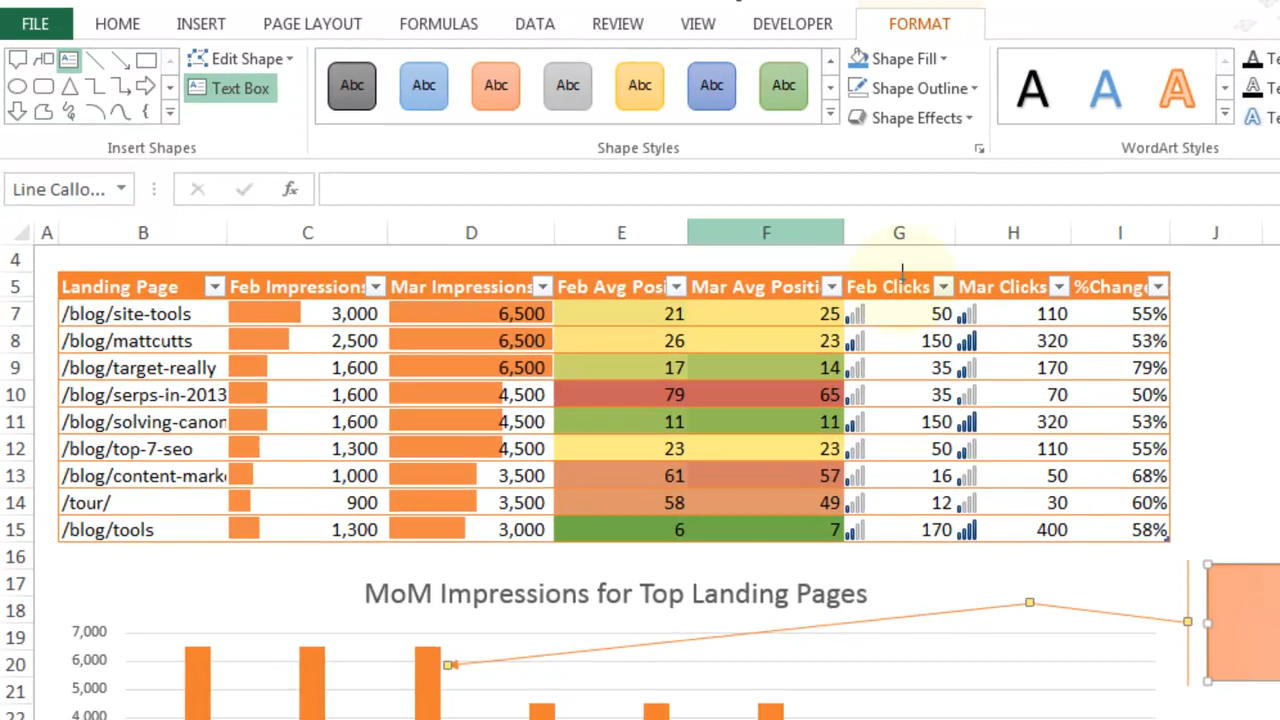 FILE HOME INSERT PAGE LAYOUT FORMULAS DATA REVIEW VIEW DEVELOPER FORMAT
Edit Shape
Text Box
Insert Shapes
Abc Abc Abc Abc Abc Abc Abc
Shape Styles
Shape Fill
Shape Outline
Shape Effects
A A A
WordArt Styles
Line Callo... fx
A B C D E F G H I J
4
5 Landing Page Feb Impressions Mar Impressions Feb Avg Posi Mar Avg Positi Feb Clicks Mar Clicks %Change
7 /blog/site-tools 3,000 6,500 21 25 50 110 55%
8 /blog/mattcutts 2,500 6,500 26 23 150 320 53%
9 /blog/target-really 1,600 6,500 17 14 35 170 79%
10 /blog/serps-in-2013 1,600 4,500 79 65 35 70 50%
11 /blog/solving-canon 1,600 4,500 11 11 150 320 53%
12 /blog/top-7-seo 1,300 4,500 23 23 50 110 55%
13 /blog/content-mark 1,000 3,500 61 57 16 50 68%
14 /tour/ 900 3,500 58 49 12 30 60%
15 /blog/tools 1,300 3,000 6 7 170 400 58%
16
17 MoM Impressions for Top Landing Pages
18
19 7,000
20 6,000
21 5,000
22 4,000